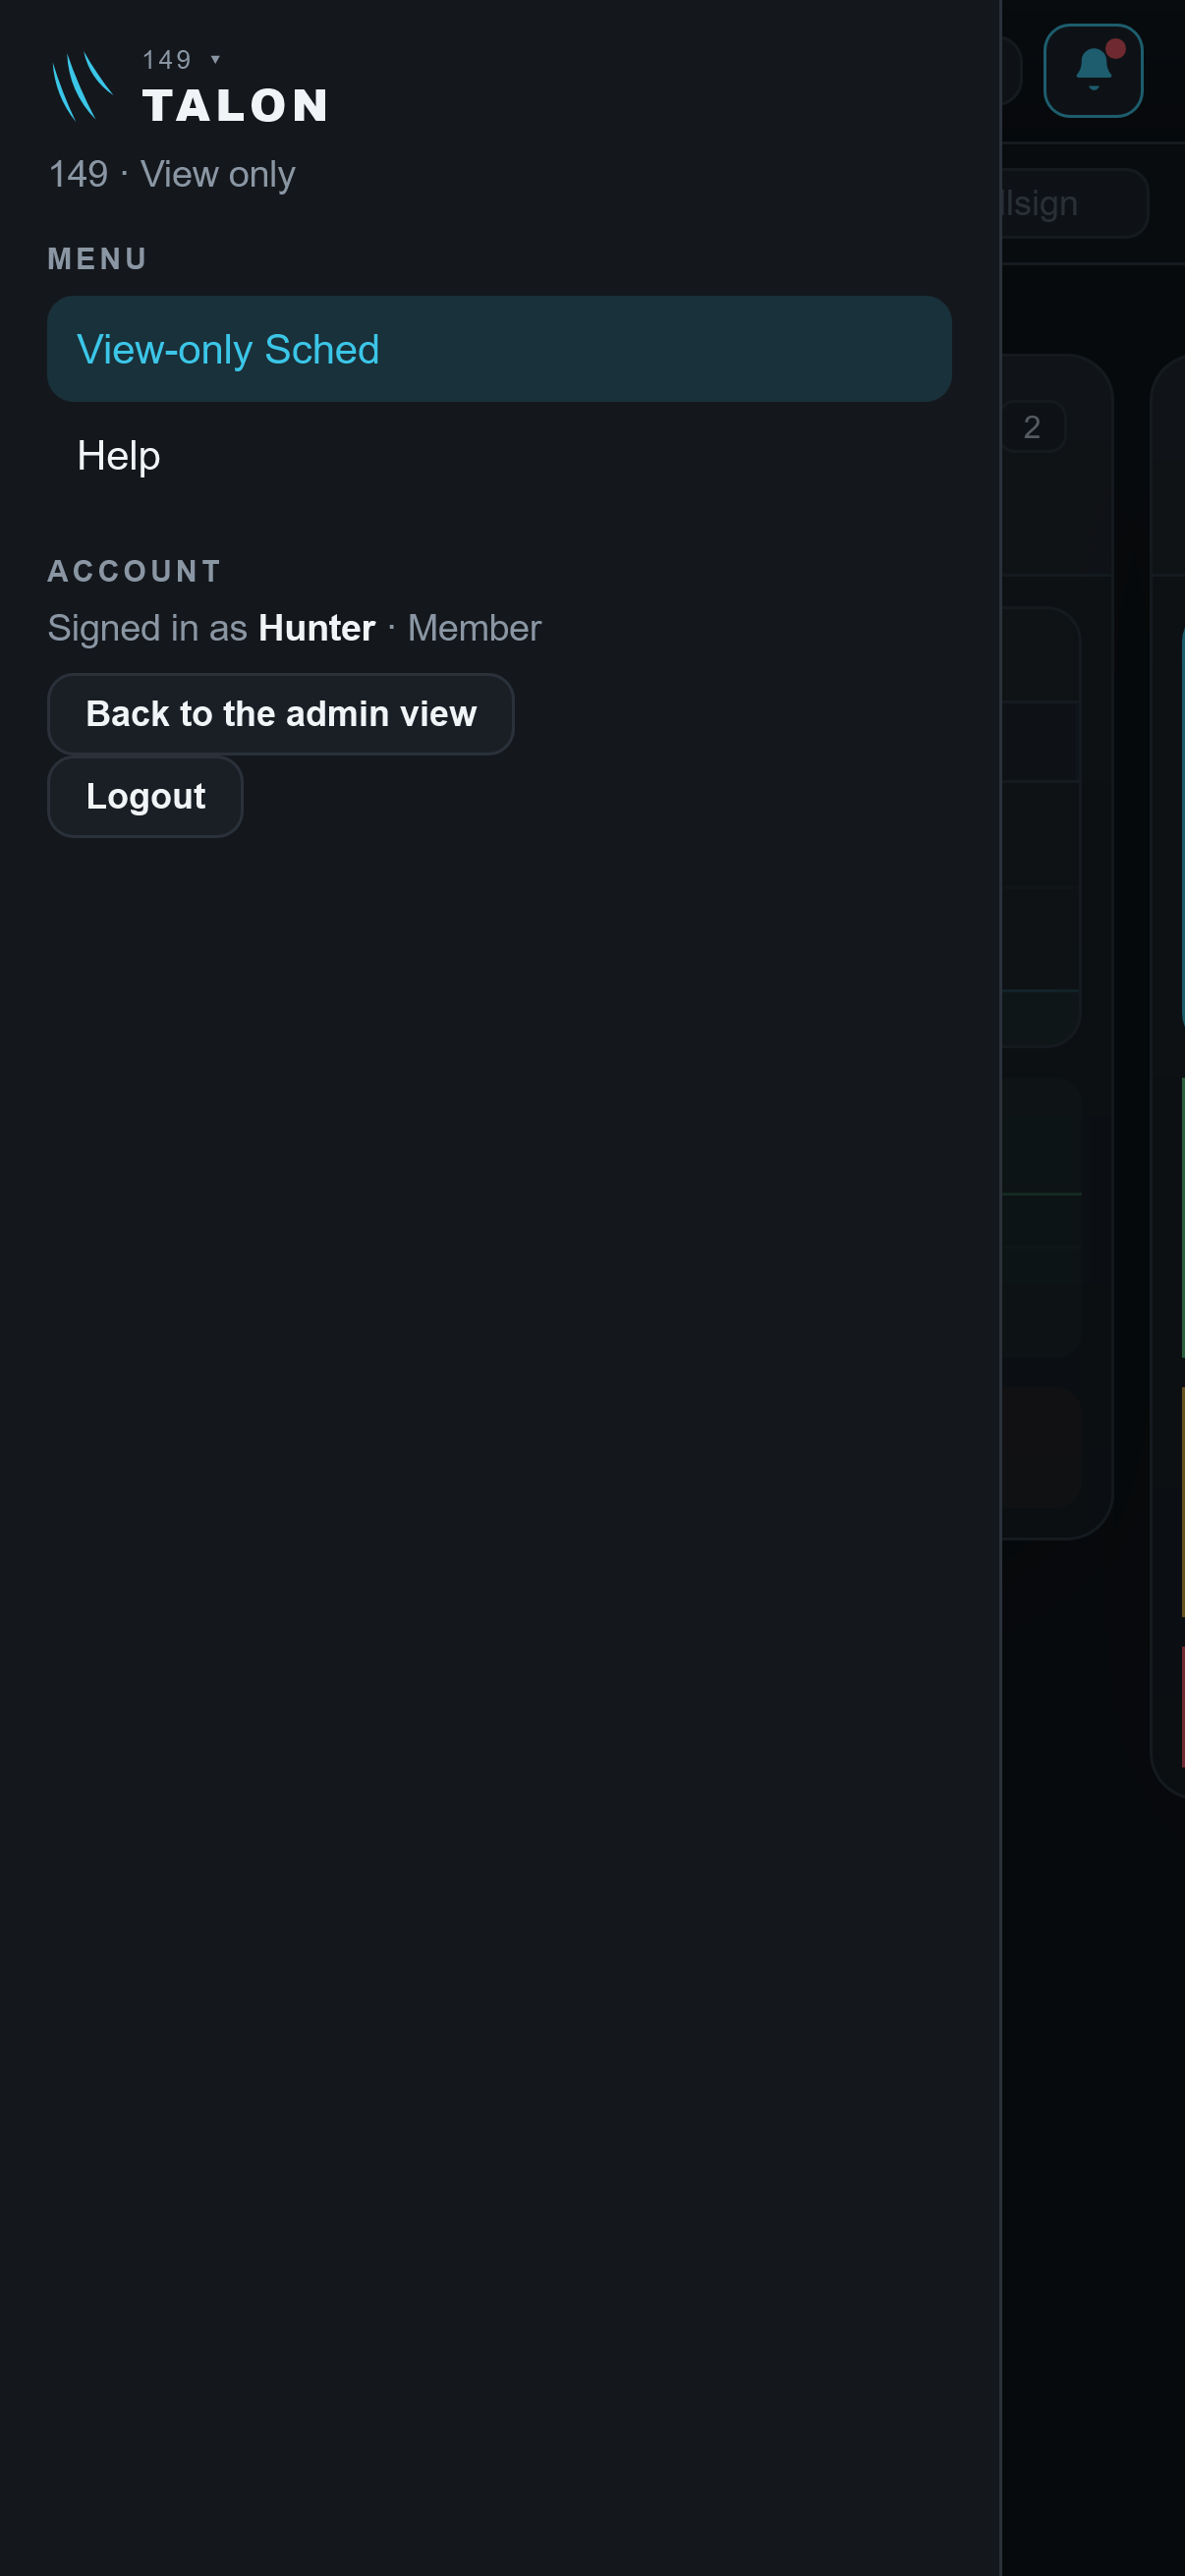 149 ▾
TALON
149 · View only
MENU
View-only Sched
Help
ACCOUNT
Signed in as Hunter · Member
Back to the admin view
Logout
llsign
2